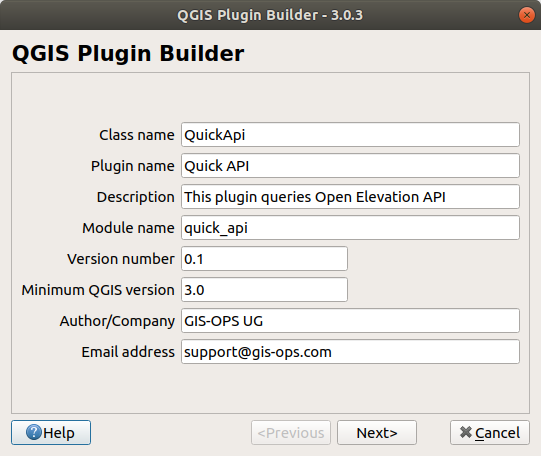 QGIS Plugin Builder - 3.0.3
QGIS Plugin Builder
Class name QuickApi
Plugin name Quick API
Description This plugin queries Open Elevation API
Module name quick_api
Version number 0.1
Minimum QGIS version 3.0
Author/Company GIS-OPS UG
Email address support@gis-ops.com
?Help <Previous Next> Cancel